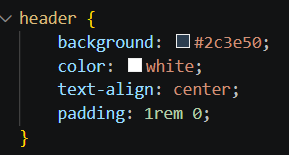 header {
    background: #2c3e50;
    color: white;
    text-align: center;
    padding: 1rem 0;
}